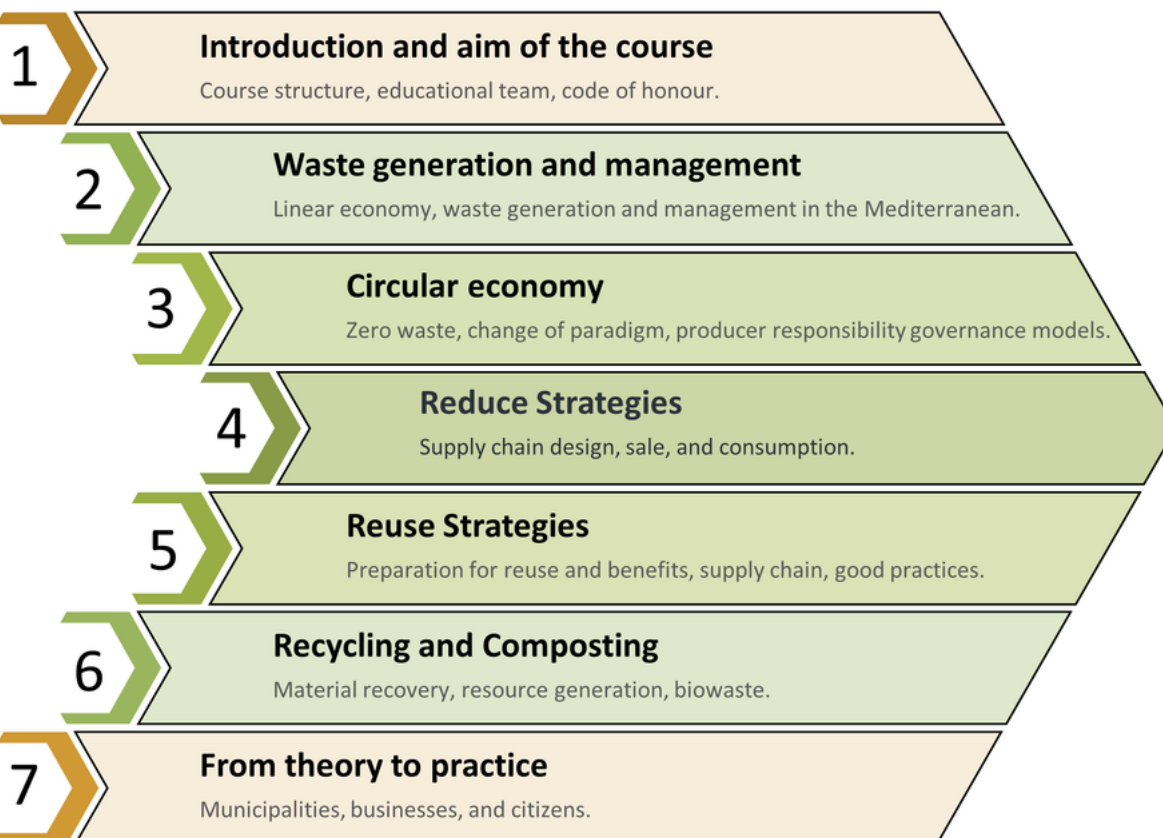 1
Introduction and aim of the course
Course structure, educational team, code of honour.
2
Waste generation and management
Linear economy, waste generation and management in the Mediterranean.
3
Circular economy
Zero waste, change of paradigm, producer responsibility governance models.
4
Reduce Strategies
Supply chain design, sale, and consumption.
5
Reuse Strategies
Preparation for reuse and benefits, supply chain, good practices.
6
Recycling and Composting
Material recovery, resource generation, biowaste.
7
From theory to practice
Municipalities, businesses, and citizens.